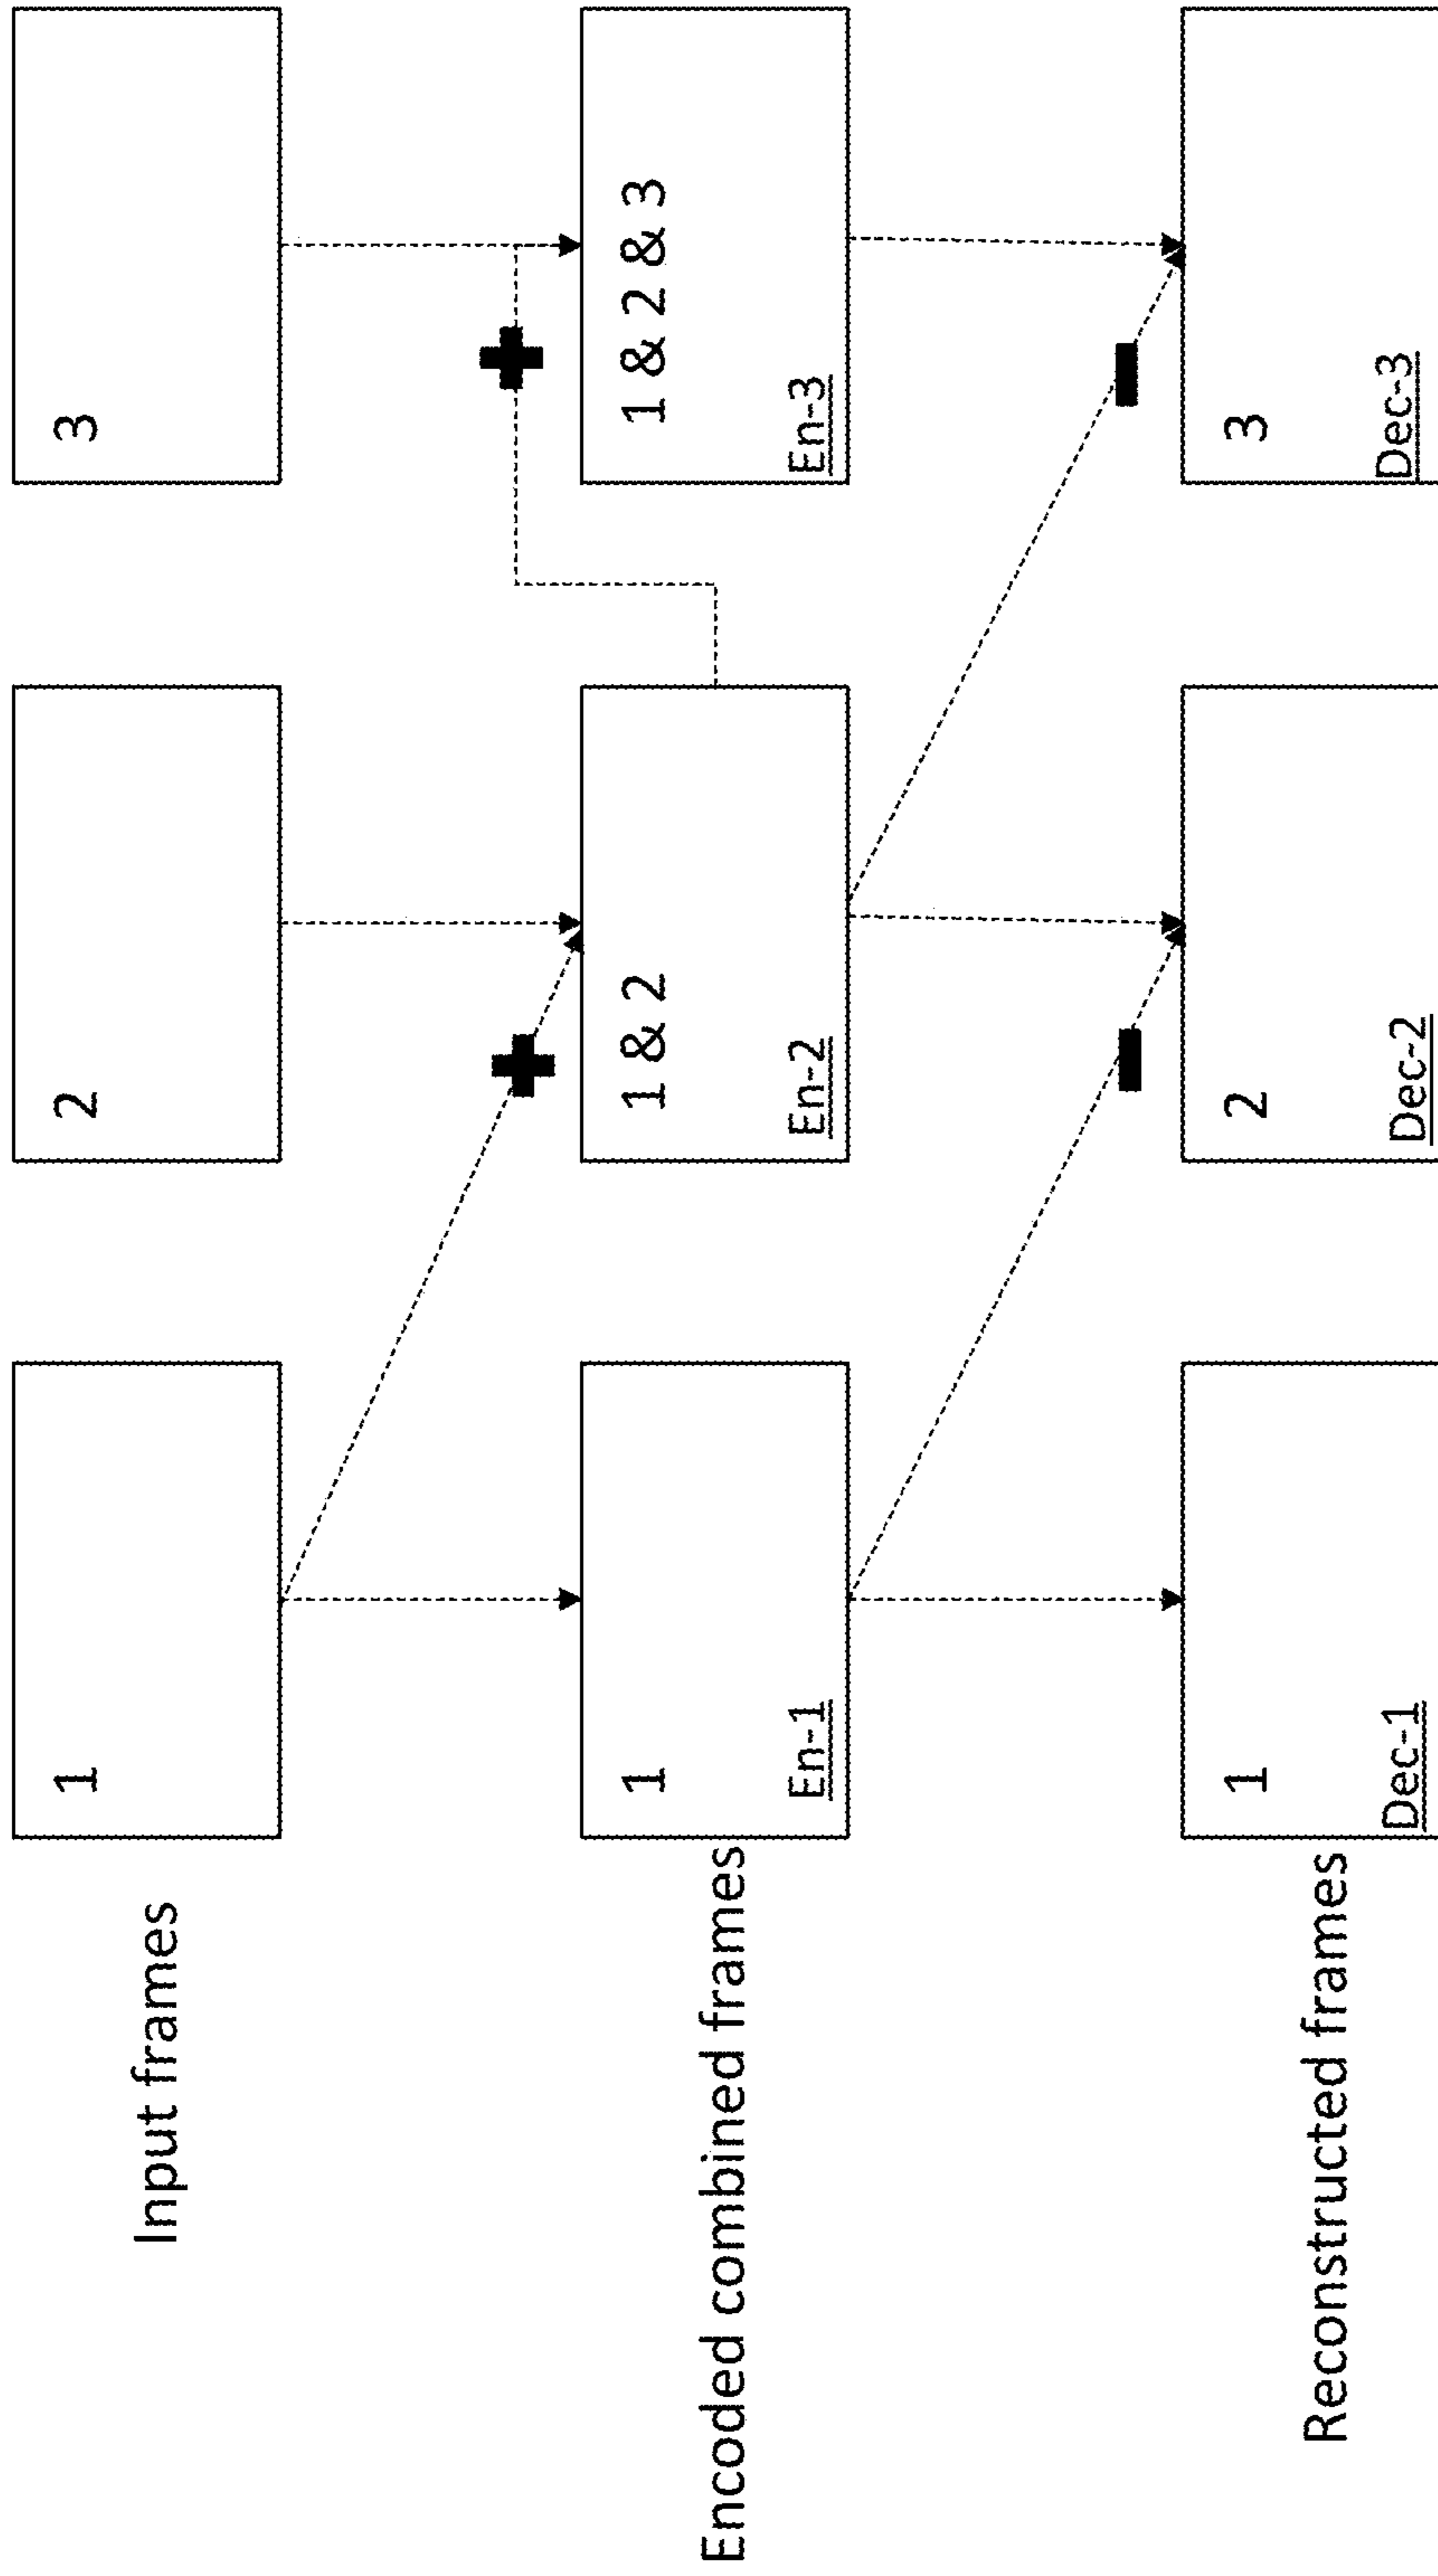 Input frames
1
2
3
Encoded combined frames
1
En-1
1 & 2
En-2
1 & 2 & 3
En-3
Reconstructed frames
1
Dec-1
2
Dec-2
3
Dec-3